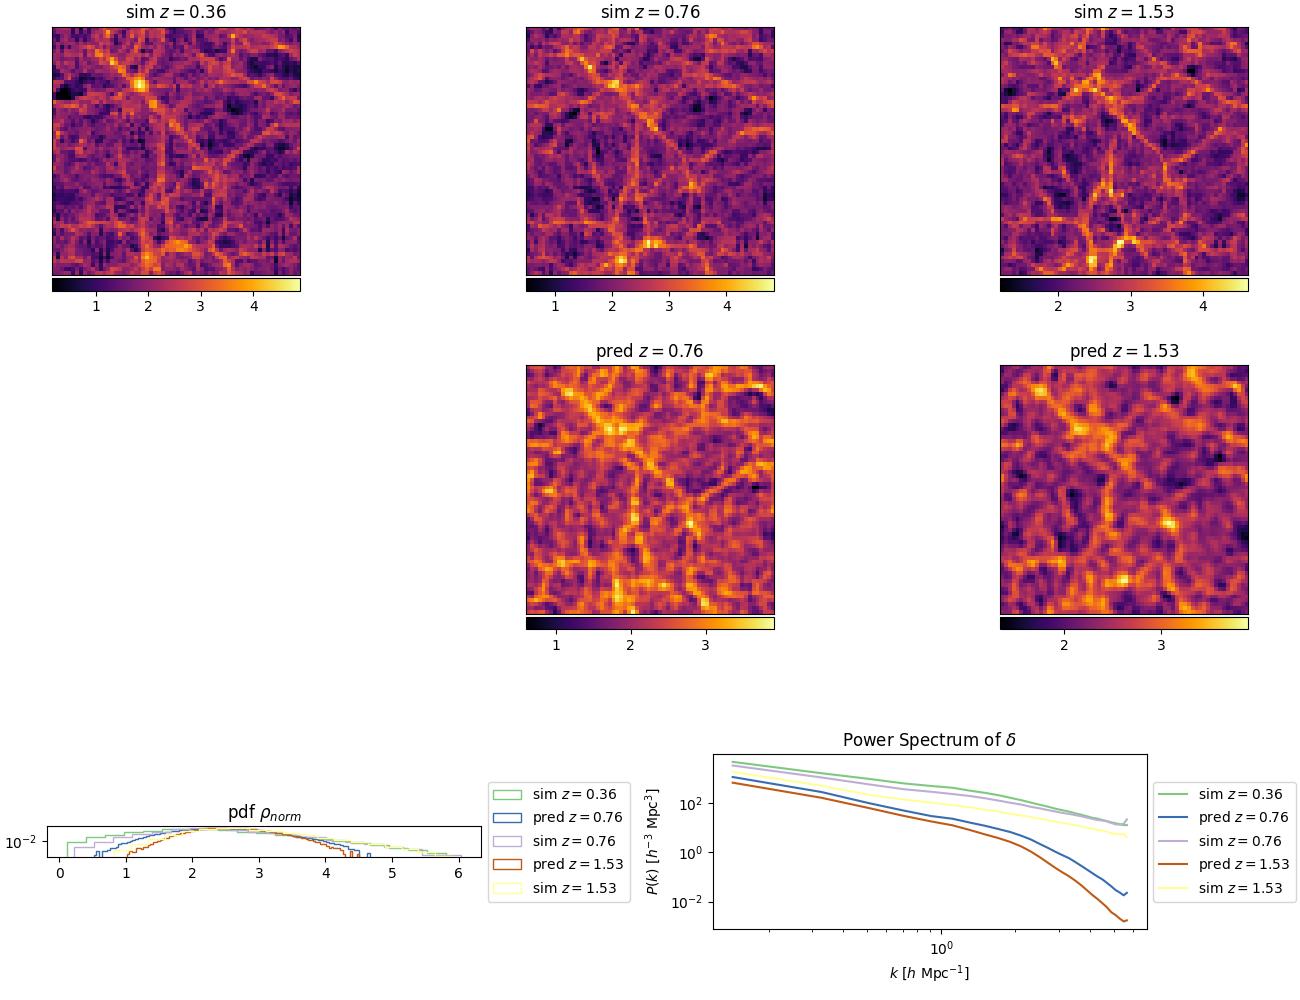 sim z = 0.36
sim z = 0.76
sim z = 1.53
1 2 3 4
1 2 3 4
2 3 4
pred z = 0.76
pred z = 1.53
1 2 3
2 3
pdf ρnorm
10⁻²
0 1 2 3 4 5 6
sim z = 0.36
pred z = 0.76
sim z = 0.76
pred z = 1.53
sim z = 1.53
Power Spectrum of δ
P(k) [h⁻³ Mpc³]
10²
10⁰
10⁻²
10⁰
k [h Mpc⁻¹]
sim z = 0.36
pred z = 0.76
sim z = 0.76
pred z = 1.53
sim z = 1.53